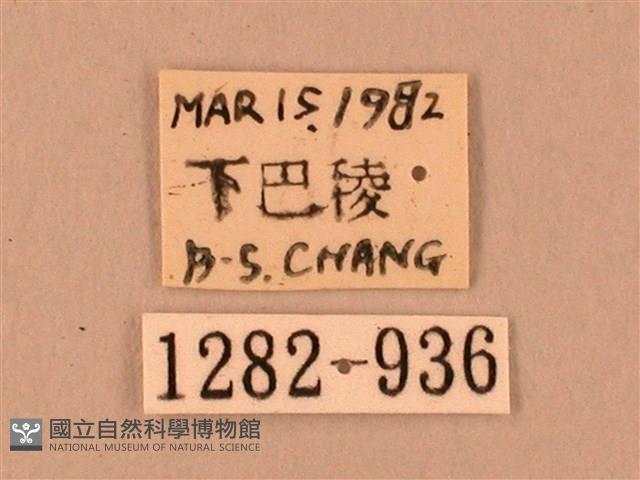 MAR 15, 1982
下巴稜
B-S. CHANG
1282-936
國立自然科學博物館
NATIONAL MUSEUM OF NATURAL SCIENCE